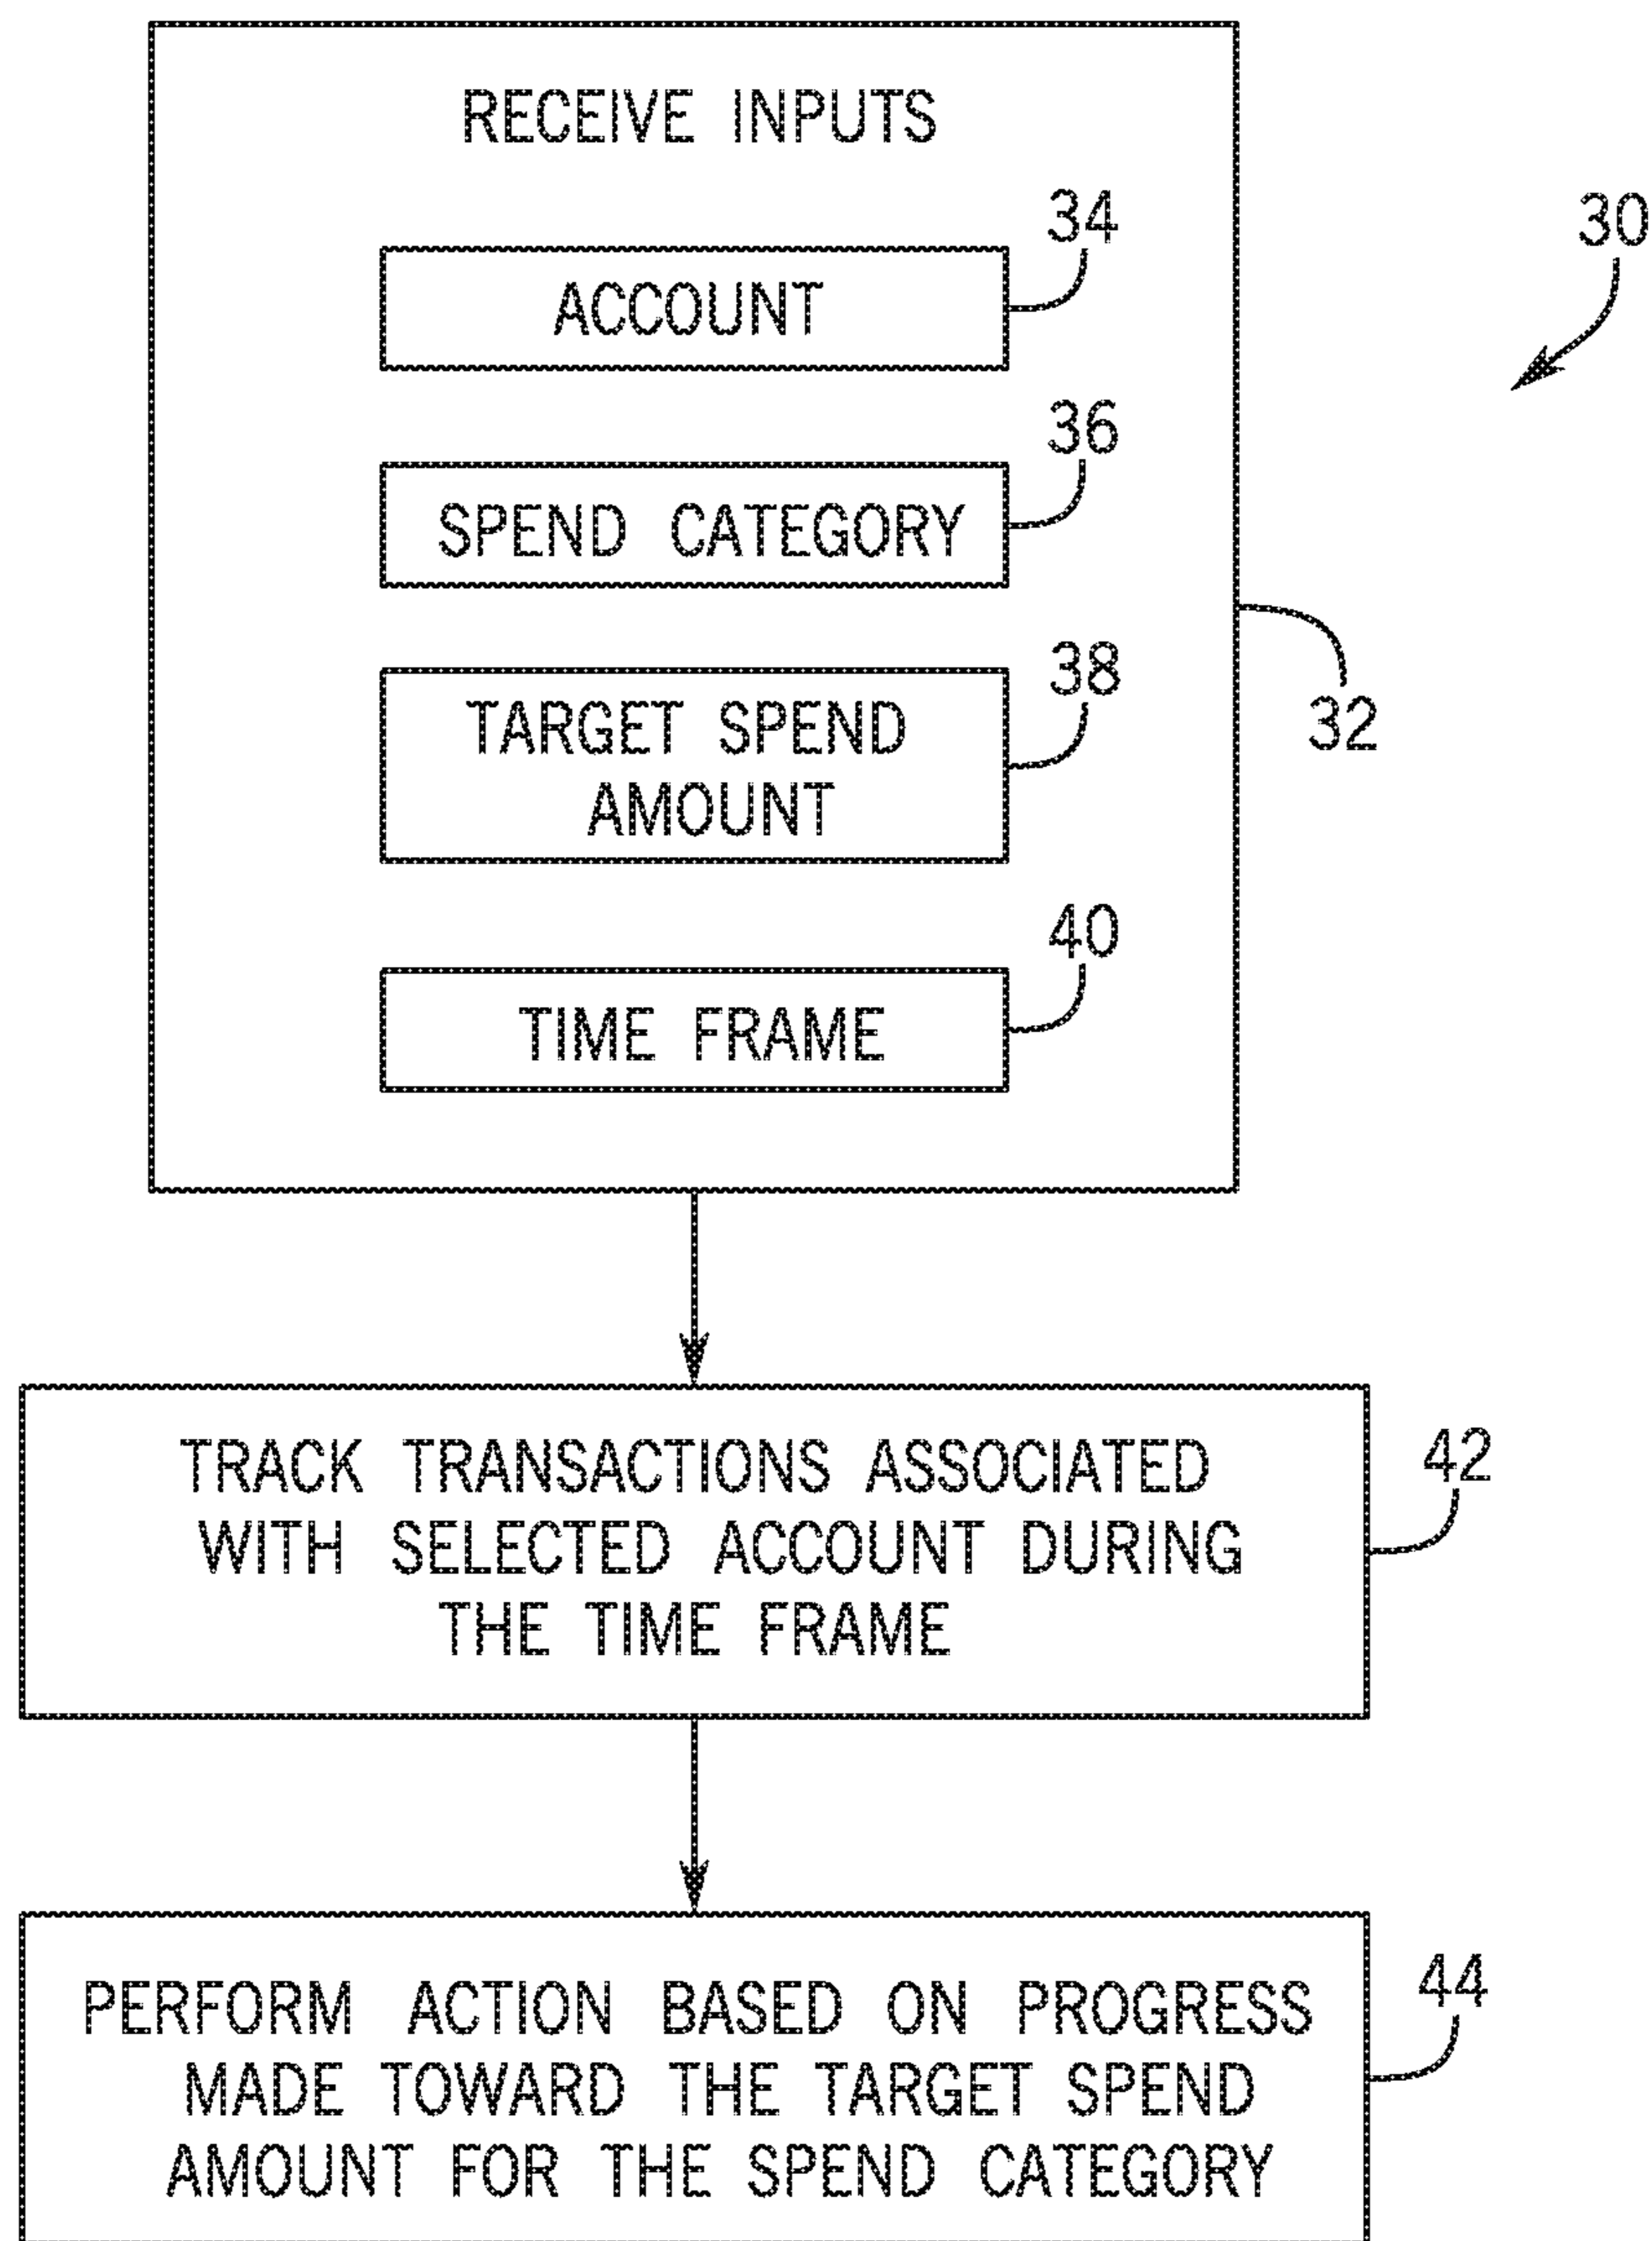 RECEIVE INPUTS
34
30
ACCOUNT
36
SPEND CATEGORY
38
TARGET SPEND
AMOUNT
32
40
TIME FRAME
TRACK TRANSACTIONS ASSOCIATED
WITH SELECTED ACCOUNT DURING
THE TIME FRAME
42
PERFORM ACTION BASED ON PROGRESS
MADE TOWARD THE TARGET SPEND
AMOUNT FOR THE SPEND CATEGORY
44